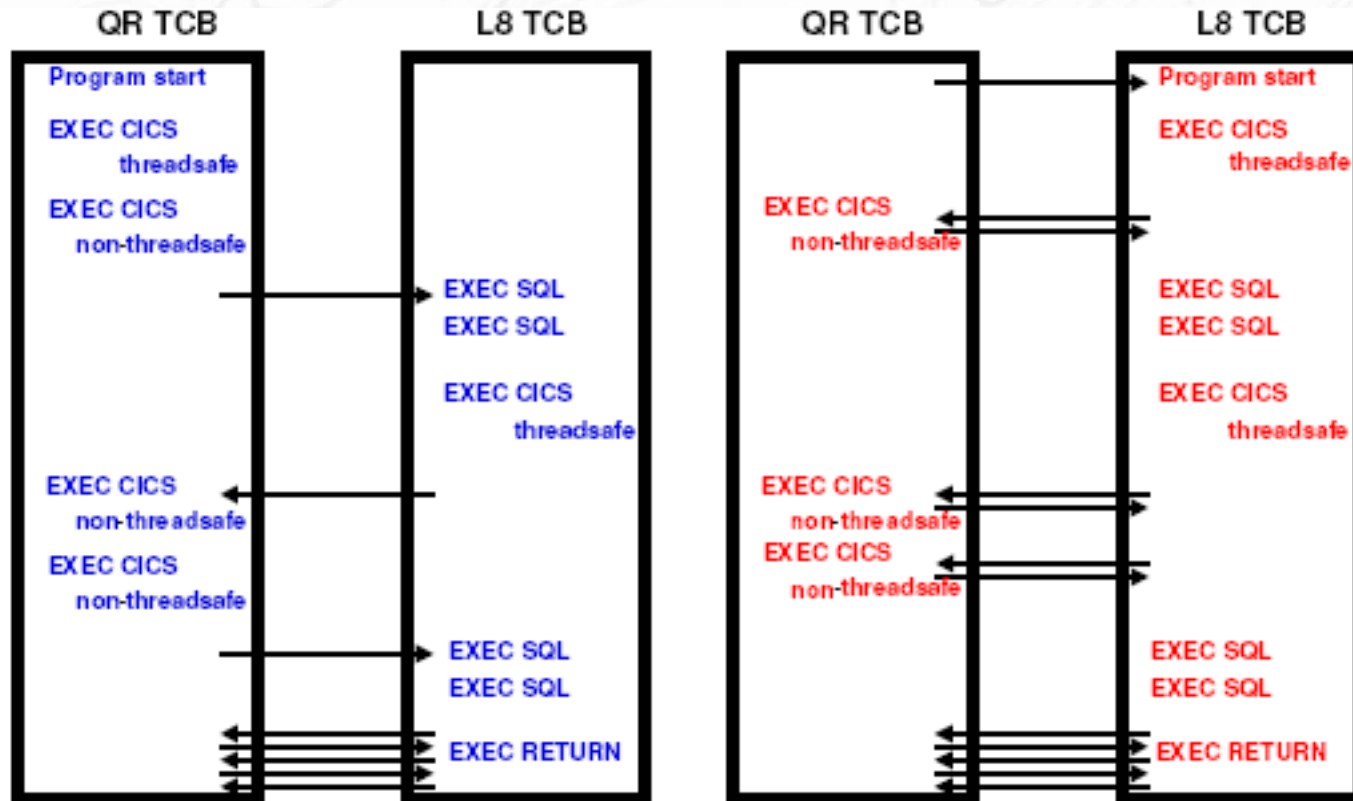 QR TCB
L8 TCB
Program start
EXEC CICS
threadsafe
EXEC CICS
non-threadsafe
EXEC SQL
EXEC SQL
EXEC CICS
threadsafe
EXEC CICS
non-threadsafe
EXEC CICS
non-threadsafe
EXEC SQL
EXEC SQL
EXEC RETURN
QR TCB
L8 TCB
Program start
EXEC CICS
threadsafe
EXEC CICS
non-threadsafe
EXEC SQL
EXEC SQL
EXEC CICS
threadsafe
EXEC CICS
non-threadsafe
EXEC CICS
non-threadsafe
EXEC SQL
EXEC SQL
EXEC RETURN